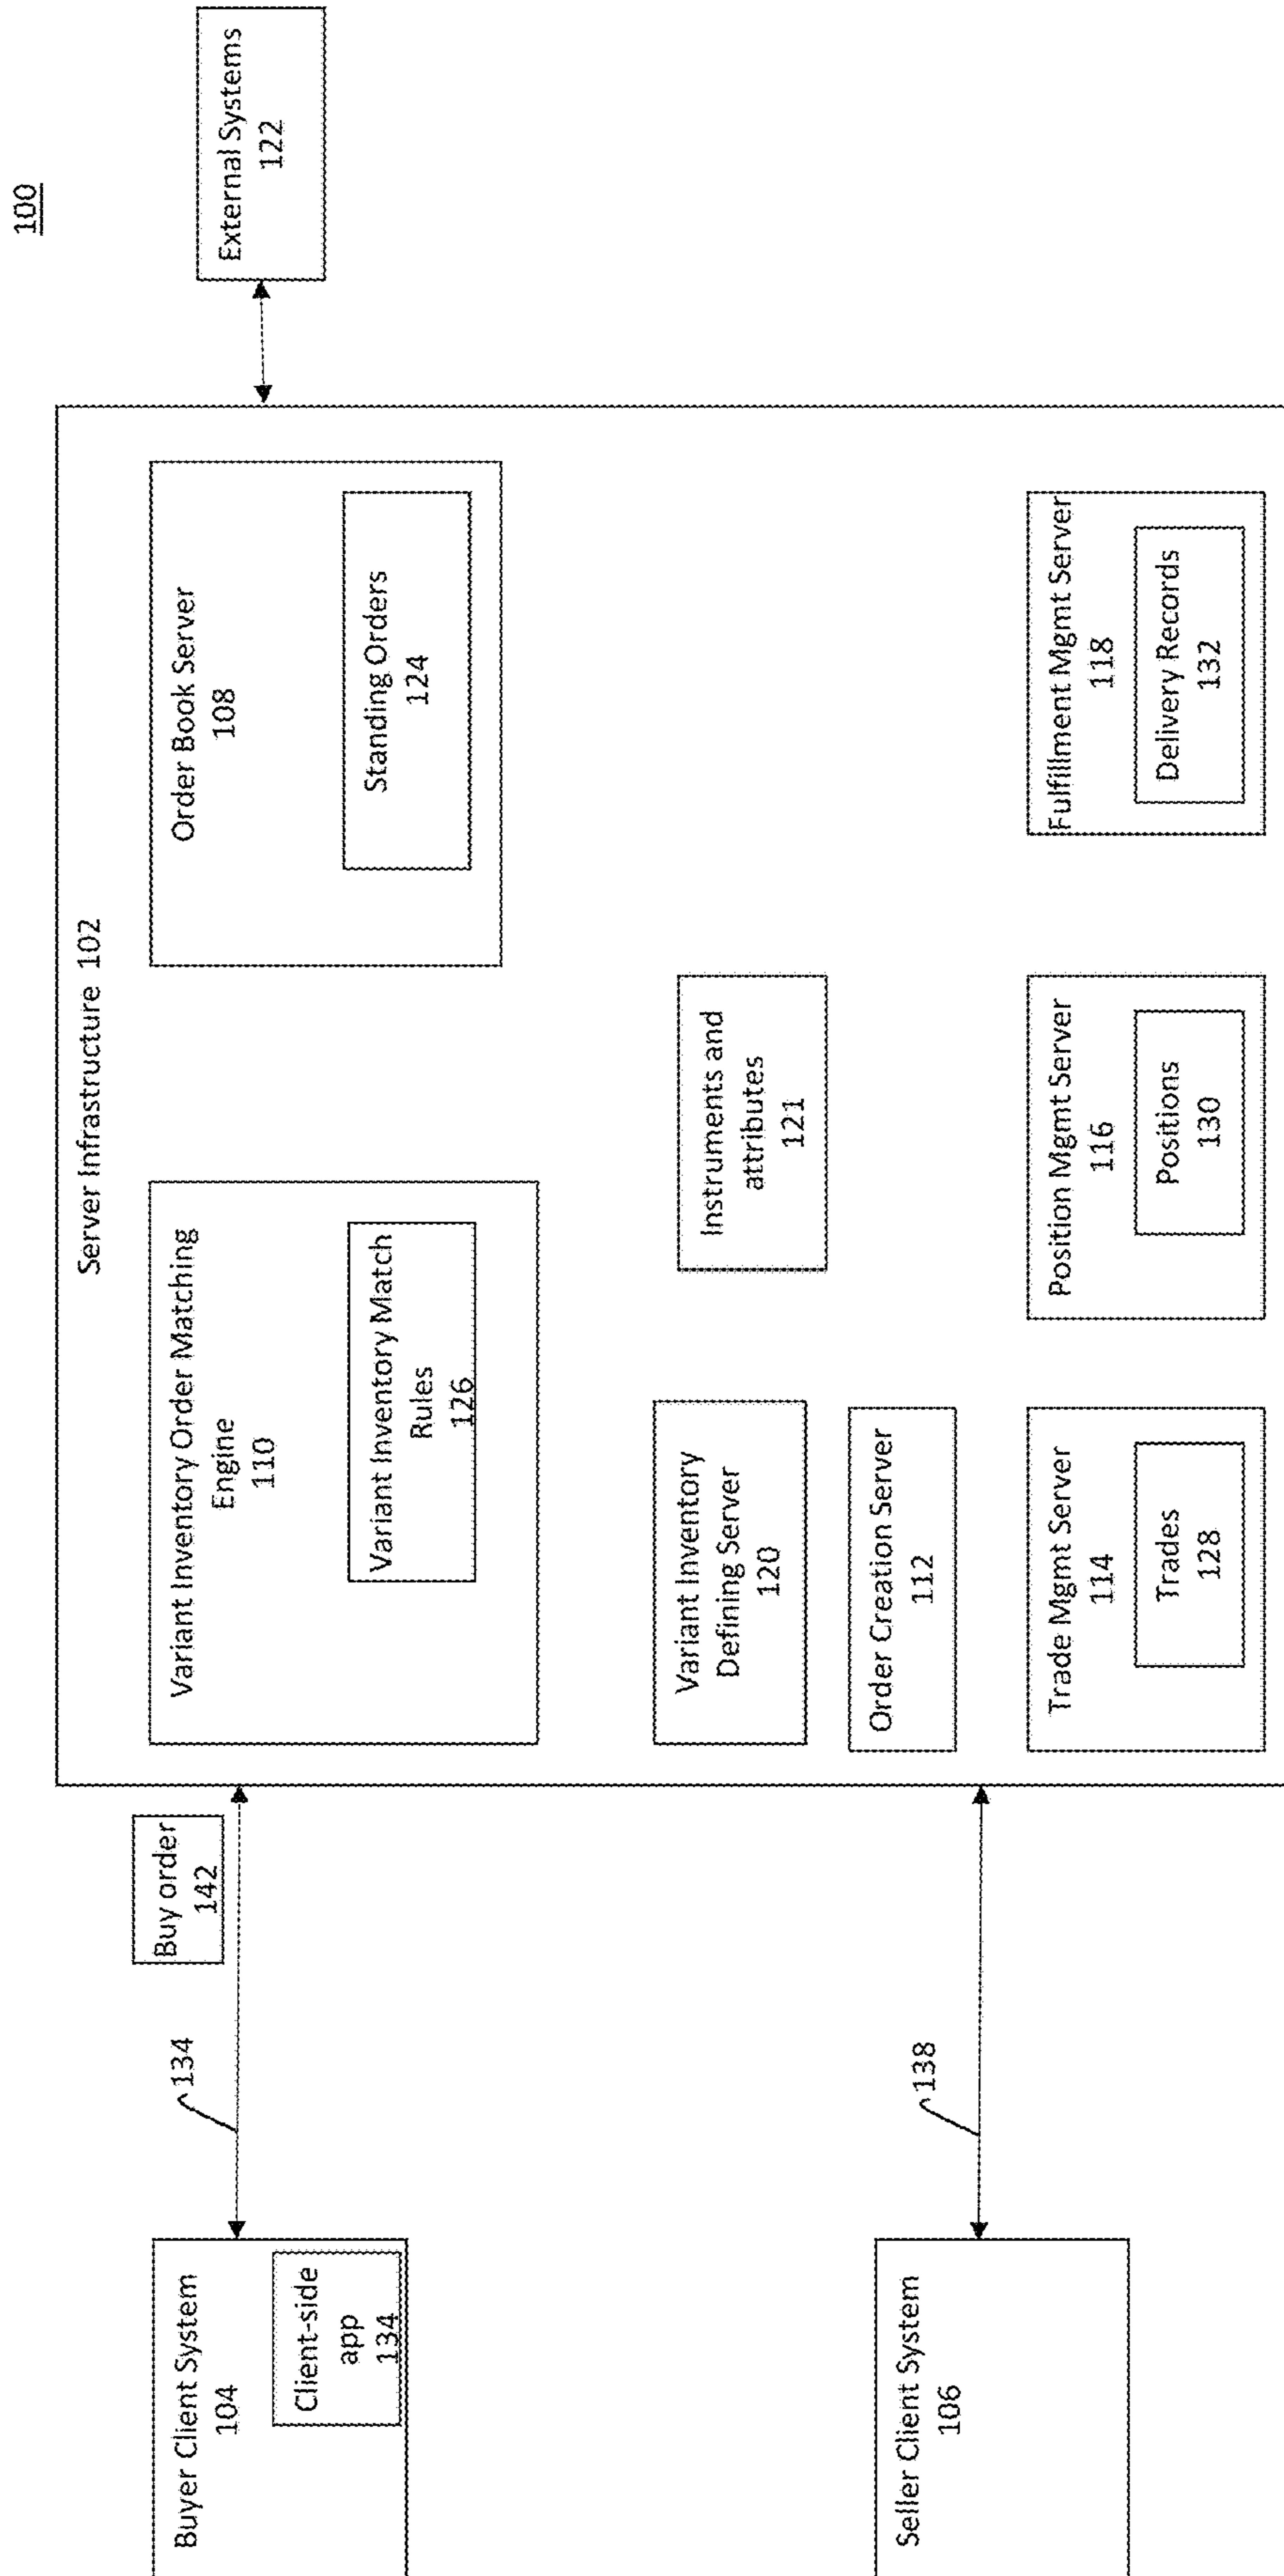 100
Server Infrastructure 102
External Systems
122
Buyer Client System
104
Client-side
app
134
134
Buy order
142
Variant Inventory Order Matching
Engine
110
Variant Inventory Match
Rules
126
Order Book Server
108
Standing Orders
124
Seller Client System
106
138
Variant Inventory
Defining Server
120
Instruments and
attributes
121
Order Creation Server
112
Trade Mgmt Server
114
Trades
128
Position Mgmt Server
116
Positions
130
Fulfillment Mgmt Server
118
Delivery Records
132